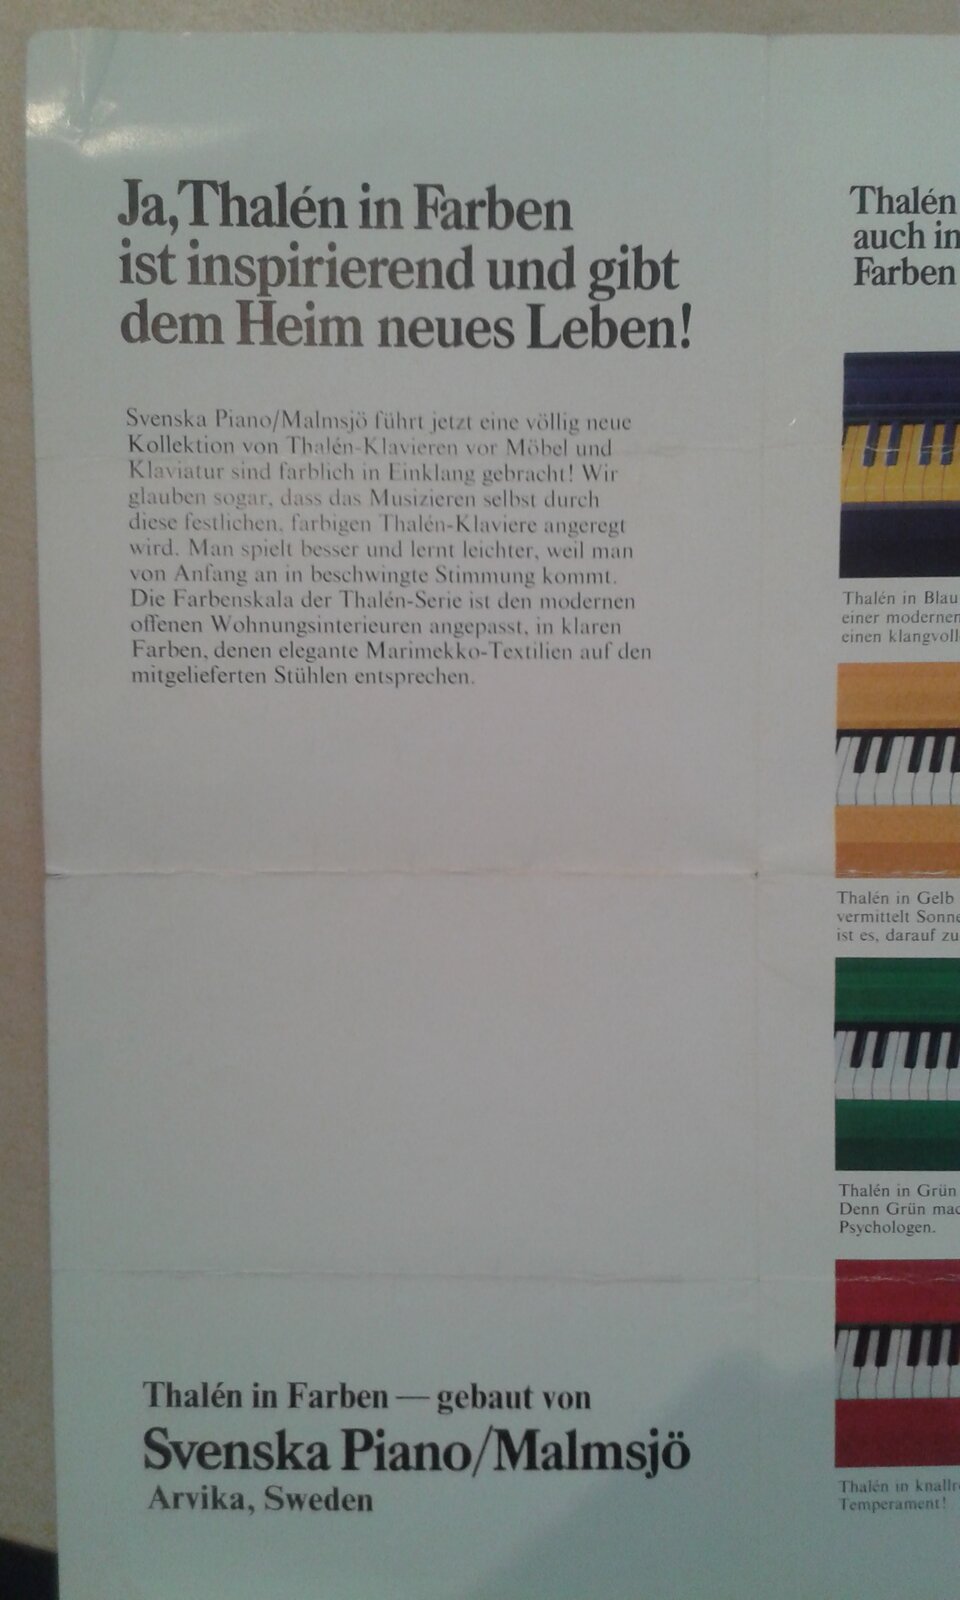 Ja, Thalén in Farben
ist inspirierend und gibt
dem Heim neues Leben!
Svenska Piano/Malmsjö führt jetzt eine völlig neue
Kollektion von Thalén-Klavieren vor Möbel und
Klaviatur sind farblich in Einklang gebracht! Wir
glauben sogar, dass das Musizieren selbst durch
diese festlichen, farbigen Thalén-Klaviere angeregt
wird. Man spielt besser und lernt leichter, weil man
von Anfang an in beschwingte Stimmung kommt.
Die Farbenskala der Thalén-Serie ist den modernen
offenen Wohnungsinterieuren angepasst, in klaren
Farben, denen elegante Marimekko-Textilien auf den
mitgelieferten Stühlen entsprechen.
Thalén in Farben — gebaut von
Svenska Piano/Malmsjö
Arvika, Sweden
Thalén
auch in
Farben
Thalén in Blau
einer modernen
einen klangvoll
Thalén in Gelb
vermittelt Sonne
ist es, darauf zu
Thalén in Grün
Denn Grün mac
Psychologen.
Thalén in knallr
Temperament!